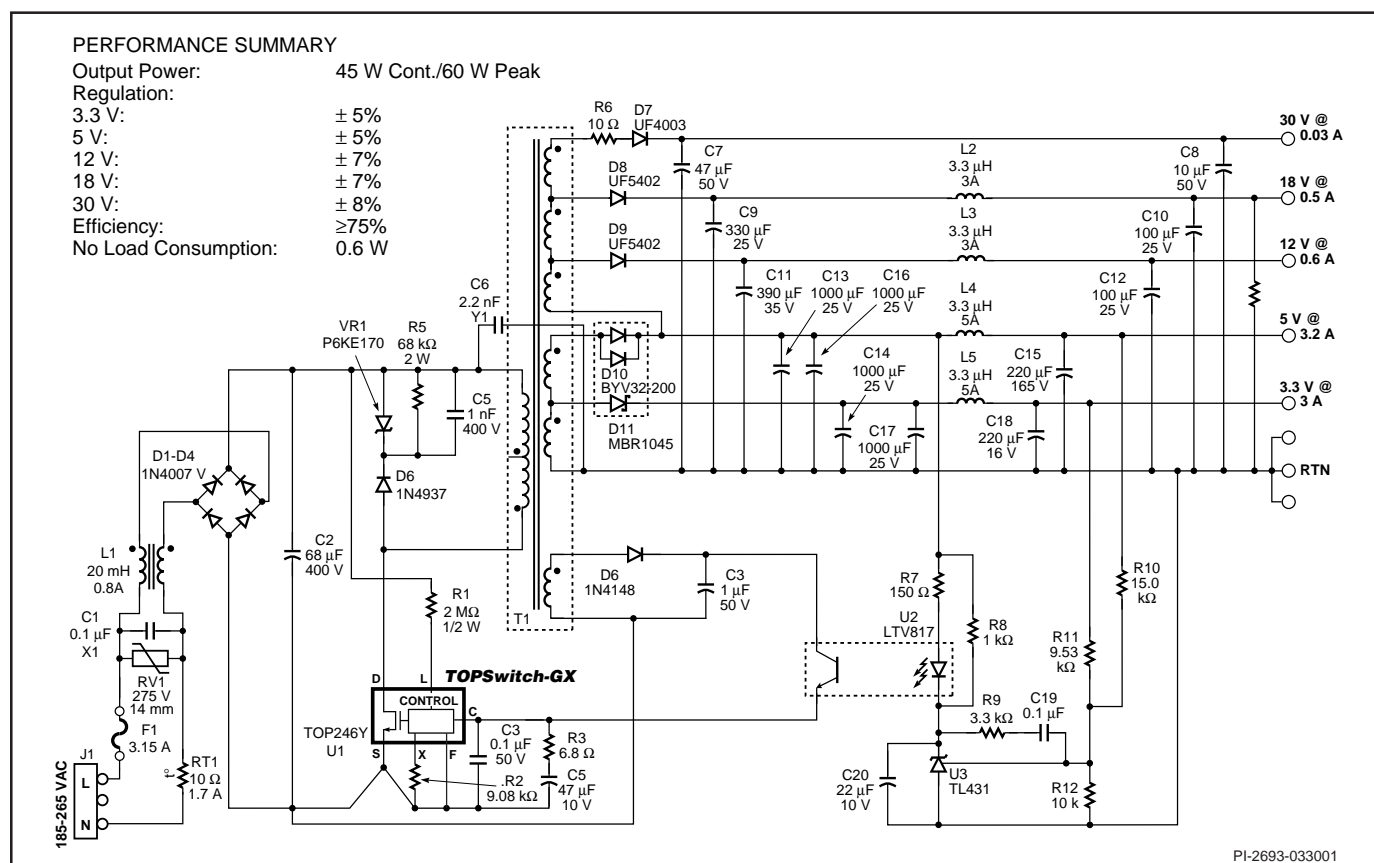 PERFORMANCE SUMMARY
Output Power: 45 W Cont./60 W Peak
Regulation:
3.3 V: ± 5%
5 V: ± 5%
12 V: ± 7%
18 V: ± 7%
30 V: ± 8%
Efficiency: ≥75%
No Load Consumption: 0.6 W
R6
10 Ω
D7
UF4003
C7
47 µF
50 V
L2
3.3 µH
3A
C8
10 µF
50 V
30 V @
0.03 A
D8
UF5402
18 V @
0.5 A
C9
330 µF
25 V
L3
3.3 µH
3A
C10
100 µF
25 V
D9
UF5402
12 V @
0.6 A
C6
2.2 nF
Y1
C11
390 µF
35 V
C13
1000 µF
25 V
C16
1000 µF
25 V
L4
3.3 µH
5A
C12
100 µF
25 V
5 V @
3.2 A
VR1
P6KE170
R5
68 kΩ
2 W
D10
BYV32-200
C14
1000 µF
25 V
L5
3.3 µH
5A
C15
220 µF
165 V
3.3 V @
3 A
C5
1 nF
400 V
D11
MBR1045
C17
1000 µF
25 V
C18
220 µF
16 V
RTN
D1-D4
1N4007 V
D6
1N4937
L1
20 mH
0.8A
C2
68 µF
400 V
D6
1N4148
C3
1 µF
50 V
R7
150 Ω
R10
15.0
kΩ
C1
0.1 µF
X1
R1
2 MΩ
1/2 W
T1
U2
LTV817
R8
1 kΩ
R11
9.53
kΩ
RV1
275 V
14 mm
TOPSwitch-GX
D
L
CONTROL
C
TOP246Y
U1
S
X
F
C3
0.1 µF
50 V
R3
6.8 Ω
R9
3.3 kΩ
C19
0.1 µF
F1
3.15 A
J1
L
N
185-265 VAC
RT1
10 Ω
1.7 A
t°
.R2
9.08 kΩ
C5
47 µF
10 V
C20
22 µF
10 V
U3
TL431
R12
10 k
PI-2693-033001